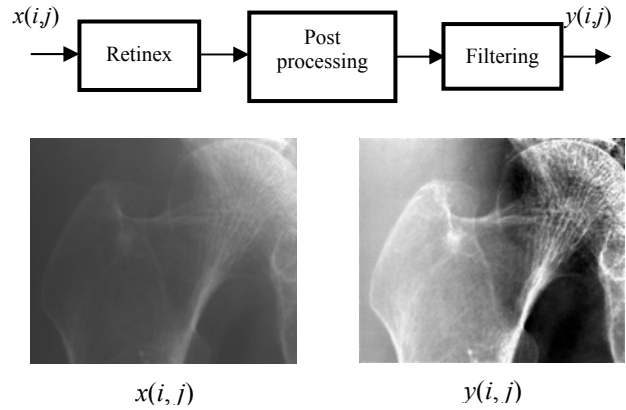 x(i,j)
y(i,j)
Retinex
Post
processing
Filtering
x(i, j)
y(i, j)